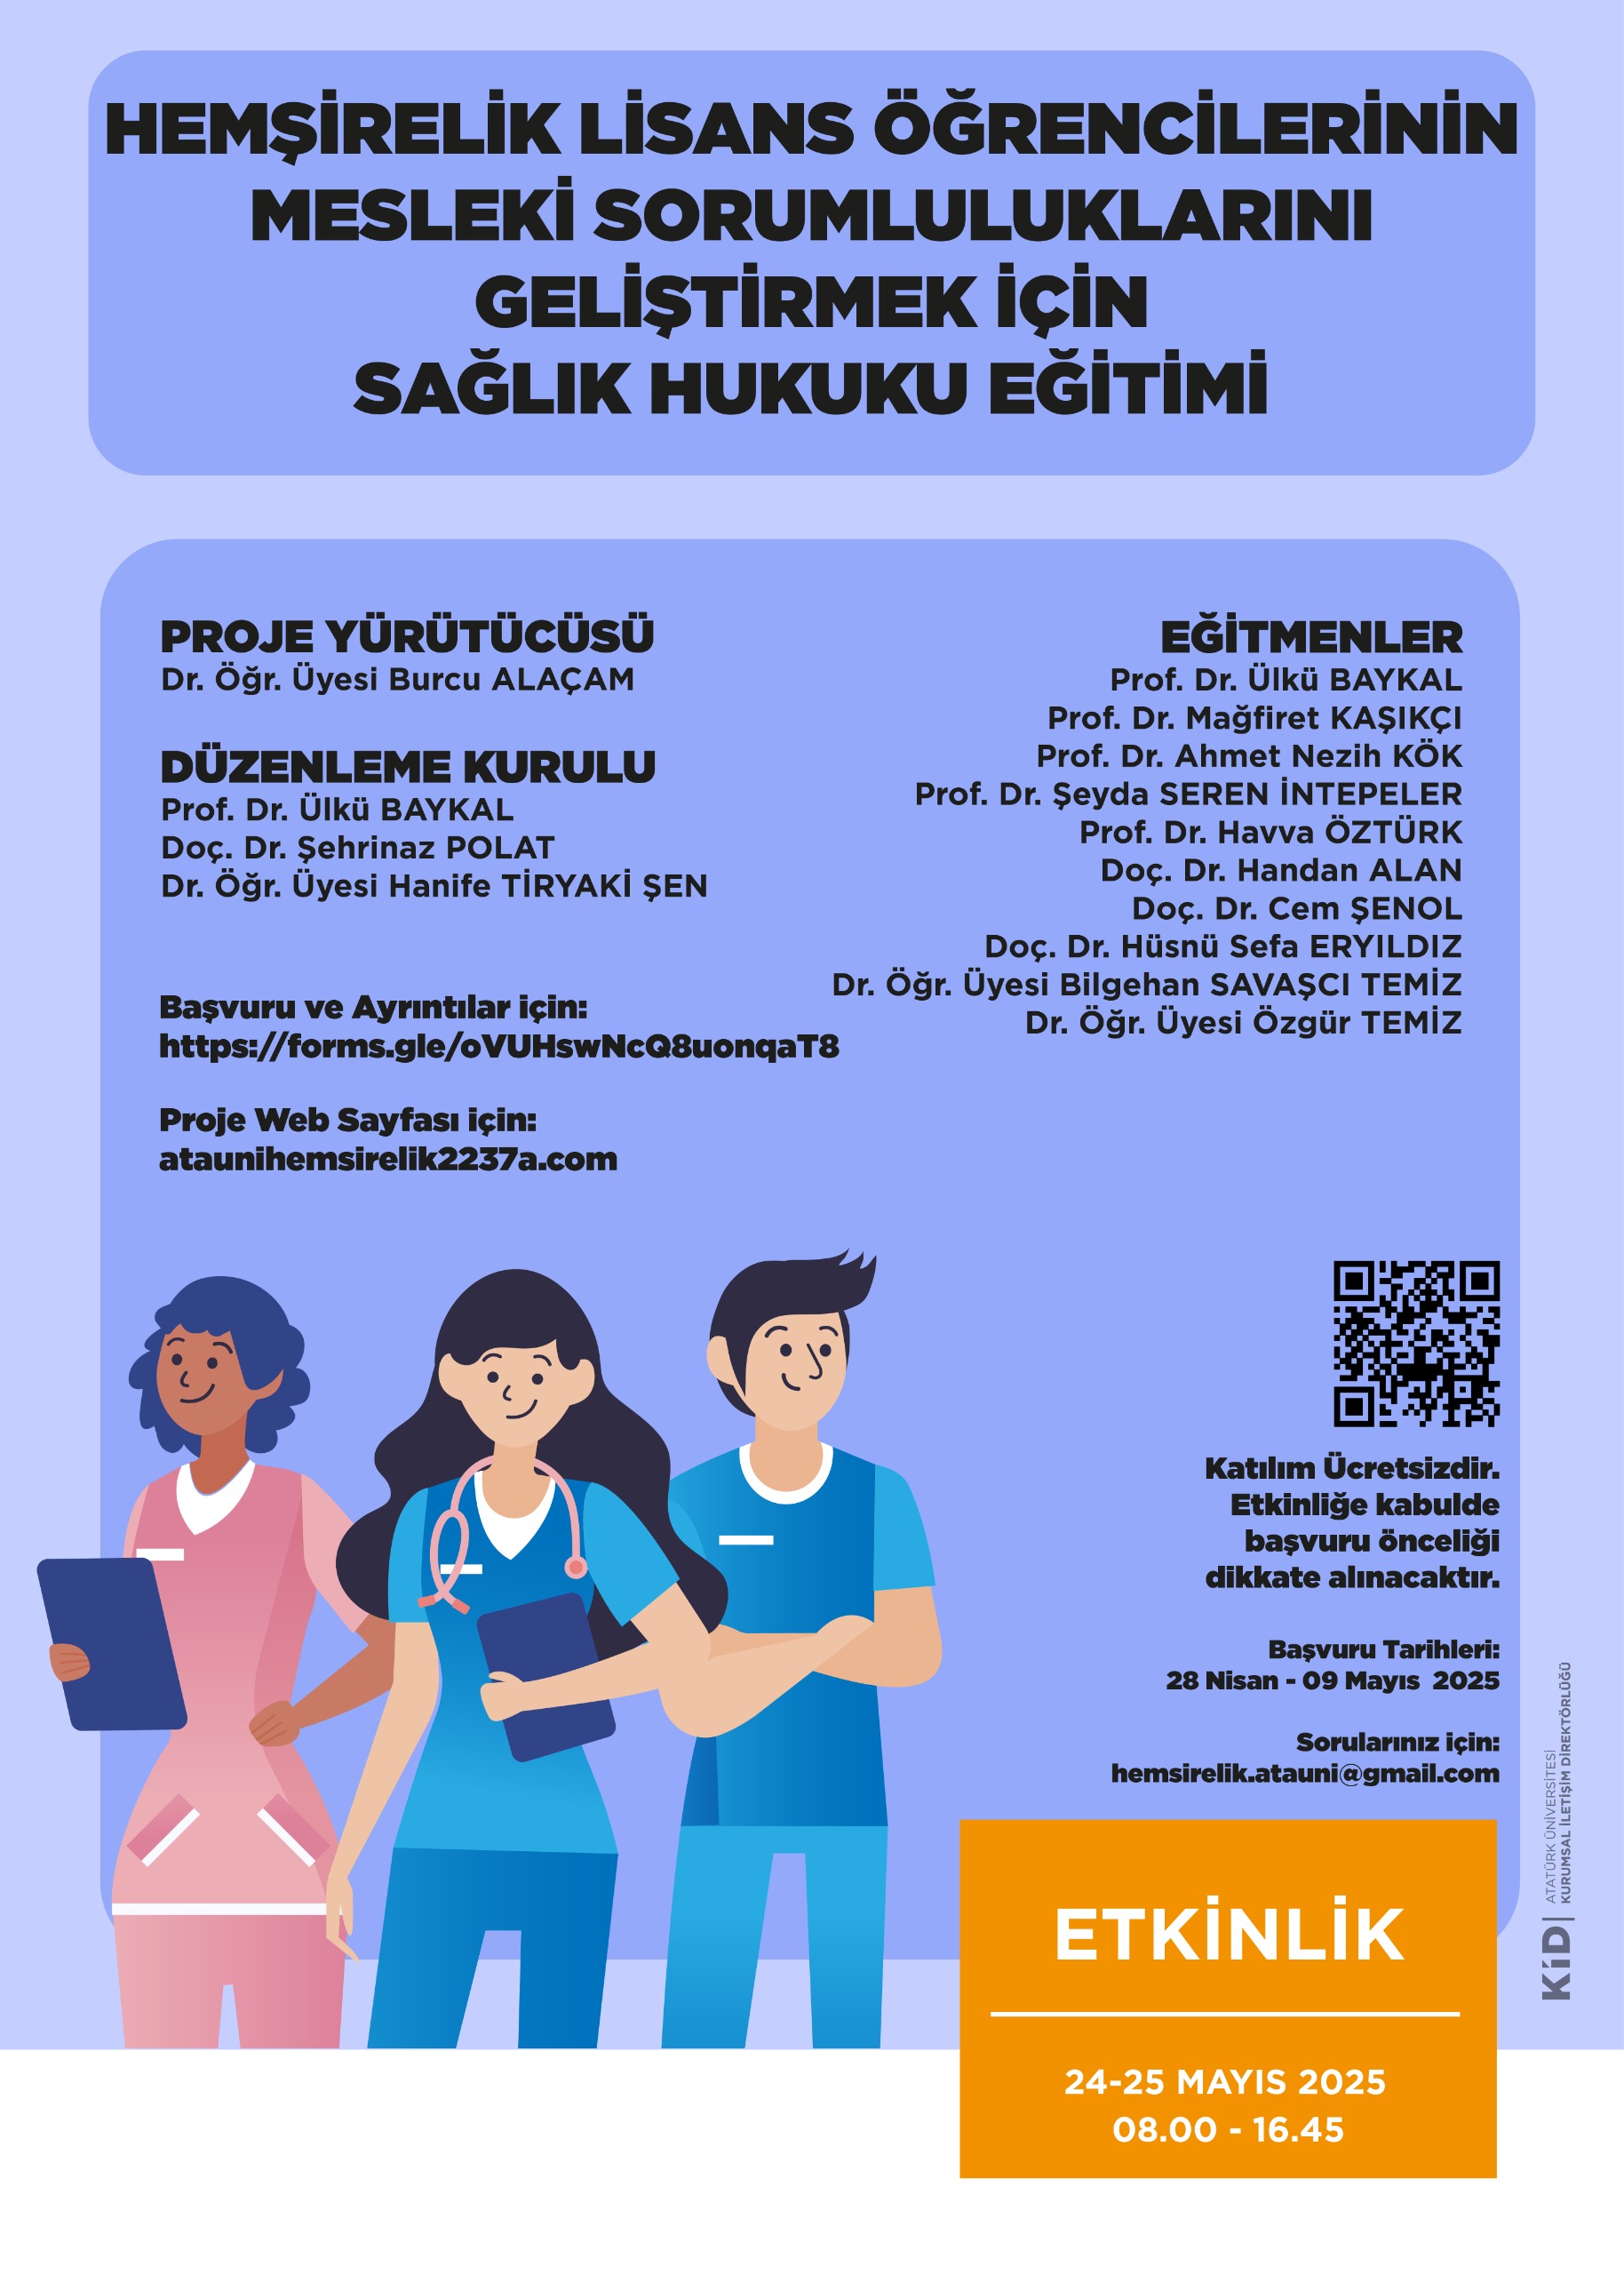 HEMŞİRELİK LİSANS ÖĞRENCİLERİNİN
MESLEKİ SORUMLULUKLARINI
GELİŞTİRMEK İÇİN
SAĞLIK HUKUKU EĞİTİMİ
PROJE YÜRÜTÜCÜSÜ
Dr. Öğr. Üyesi Burcu ALAÇAM
DÜZENLEME KURULU
Prof. Dr. Ülkü BAYKAL
Doç. Dr. Şehrinaz POLAT
Dr. Öğr. Üyesi Hanife TİRYAKİ ŞEN
Başvuru ve Ayrıntılar için:
https://forms.gle/oVUHswNcQ8uonqaT8
Proje Web Sayfası için:
ataunihemsirelik2237a.com
EĞİTMENLER
Prof. Dr. Ülkü BAYKAL
Prof. Dr. Mağfiret KAŞIKÇI
Prof. Dr. Ahmet Nezih KÖK
Prof. Dr. Şeyda SEREN İNTEPELER
Prof. Dr. Havva ÖZTÜRK
Doç. Dr. Handan ALAN
Doç. Dr. Cem ŞENOL
Doç. Dr. Hüsnü Sefa ERYILDIZ
Dr. Öğr. Üyesi Bilgehan SAVAŞCI TEMİZ
Dr. Öğr. Üyesi Özgür TEMİZ
Katılım Ücretsizdir.
Etkinliğe kabulde
başvuru önceliği
dikkate alınacaktır.
Başvuru Tarihleri:
28 Nisan - 09 Mayıs 2025
Sorularınız için:
hemsirelik.atauni@gmail.com
ETKİNLİK
24-25 MAYIS 2025
08.00 - 16.45
KİD
ATATÜRK ÜNİVERSİTESİ
KURUMSAL İLETİŞİM DİREKTÖRLÜĞÜ